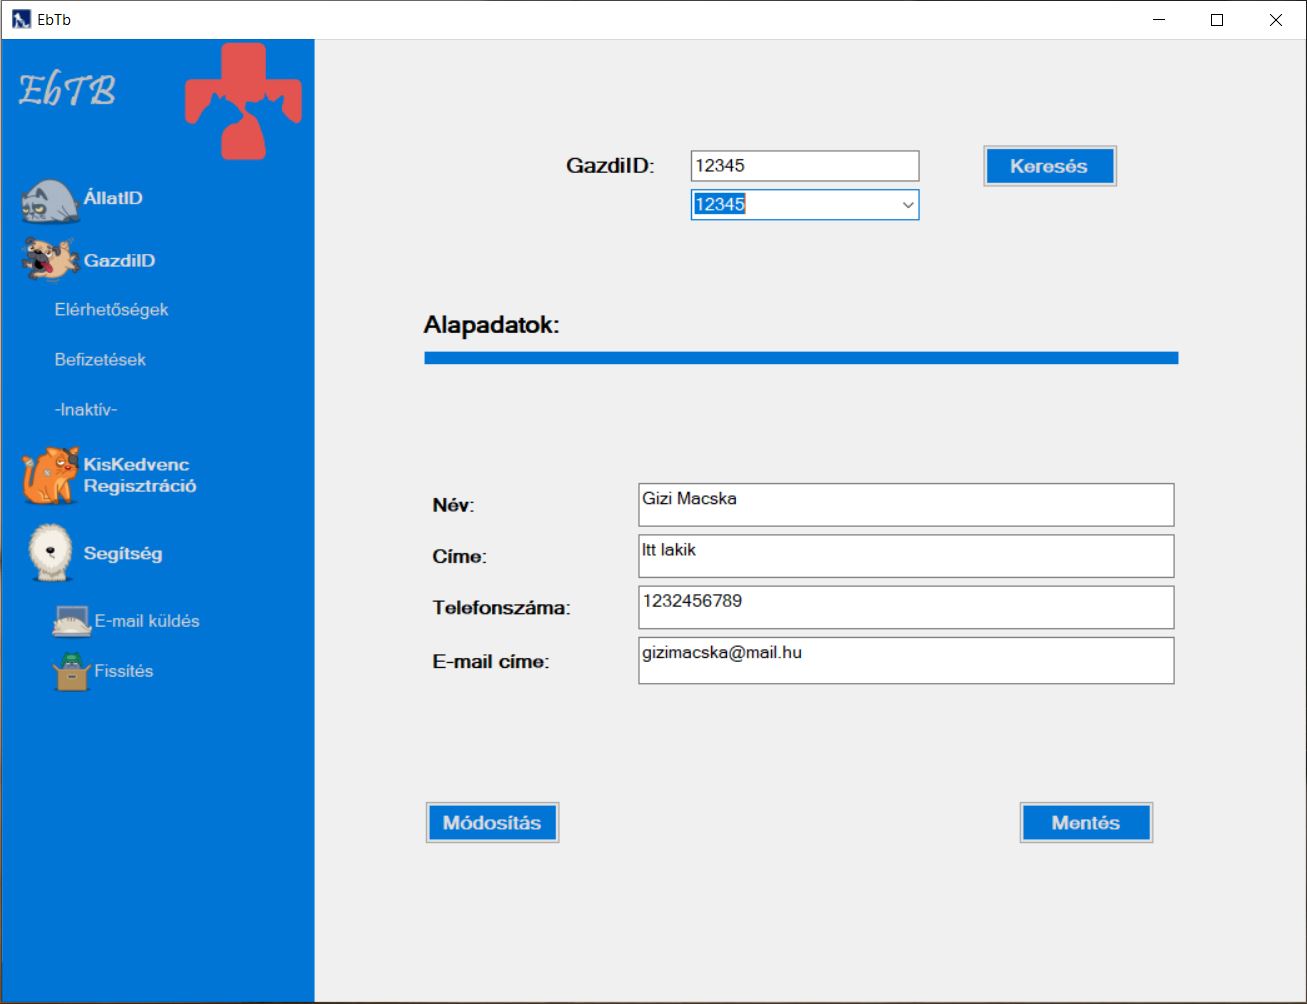 EbTb
EbTB
ÁllatID
GazdiID
Elérhetőségek
Befizetések
-Inaktív-
KisKedvenc
Regisztráció
Segítség
E-mail küldés
Fissítés
GazdiID:
12345
Keresés
12345
Alapadatok:
Név:
Gizi Macska
Címe:
Itt lakik
Telefonszáma:
1232456789
E-mail címe:
gizimacska@mail.hu
Módosítás
Mentés